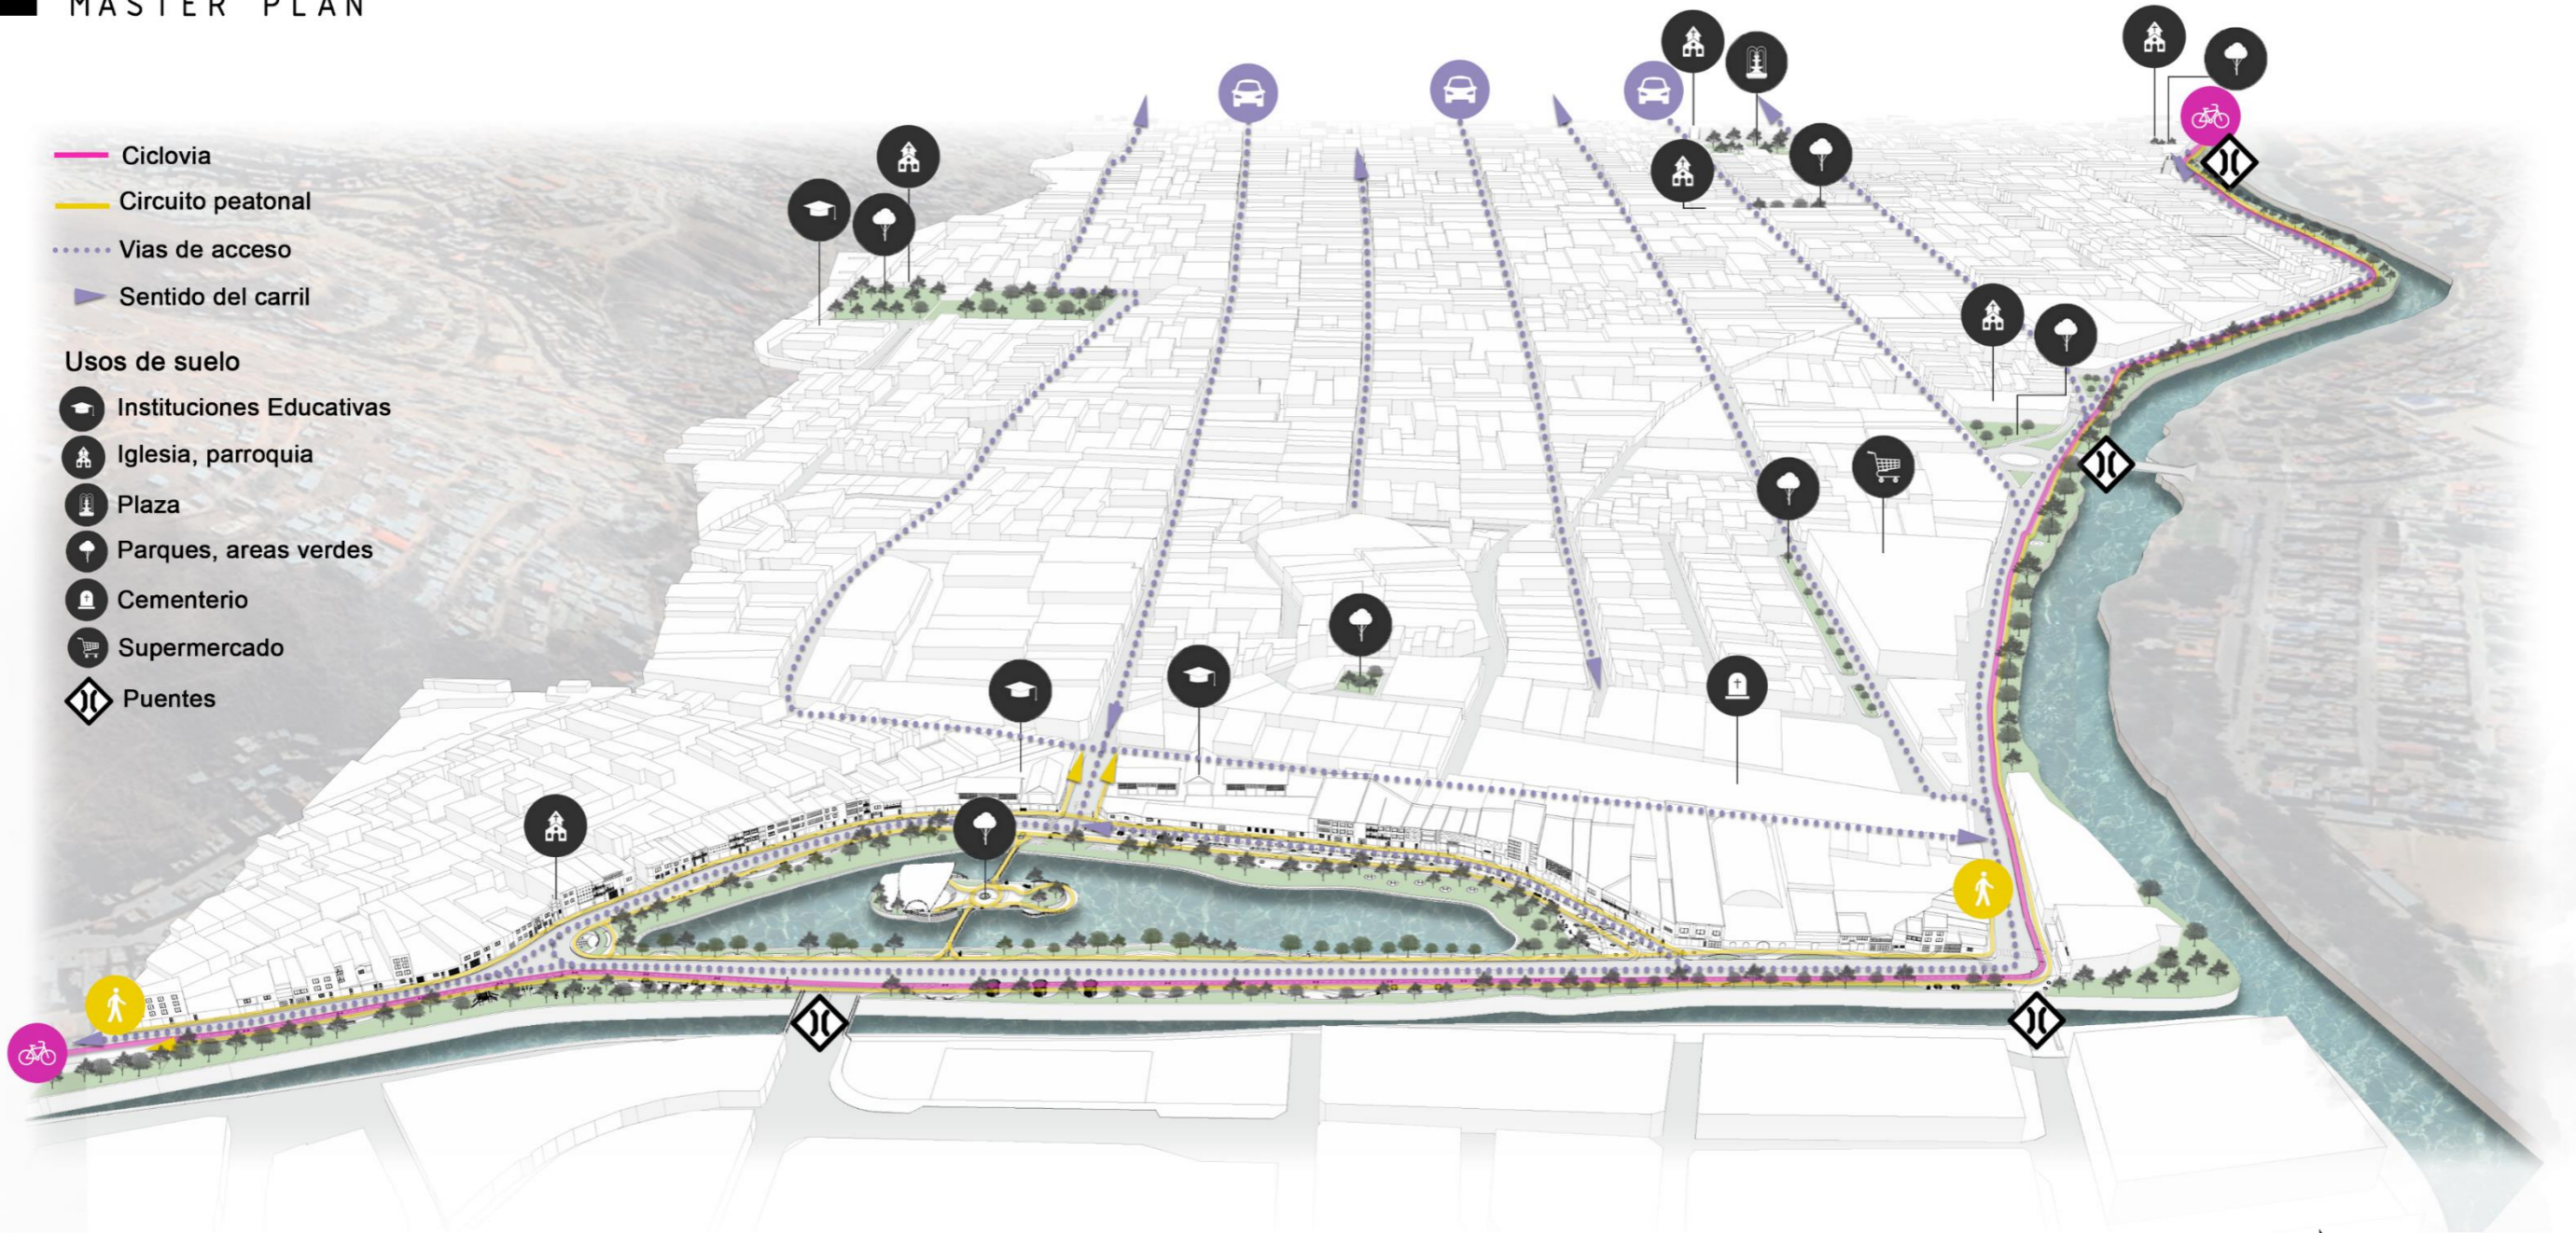 MASTER PLAN
Ciclovia
Circuito peatonal
Vias de acceso
Sentido del carril
Usos de suelo
Instituciones Educativas
Iglesia, parroquia
Plaza
Parques, areas verdes
Cementerio
Supermercado
Puentes